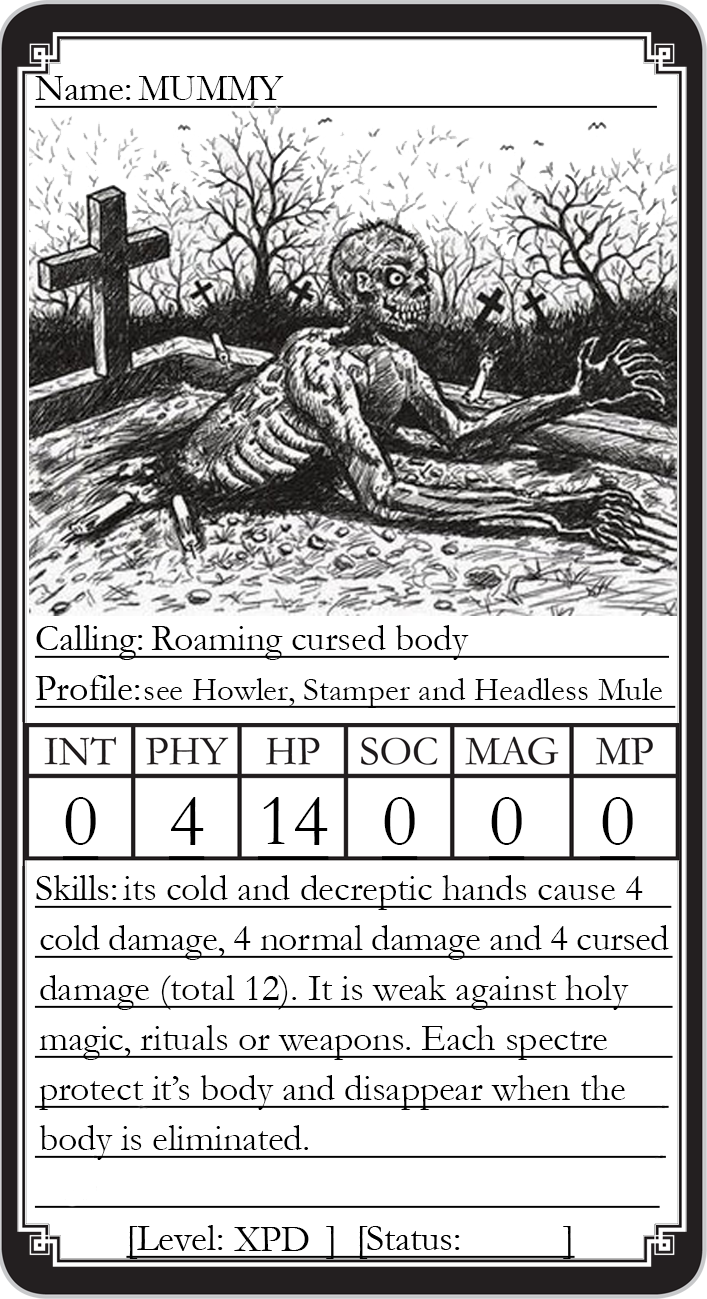 Name: MUMMY
Calling: Roaming cursed body
Profile: see Howler, Stamper and Headless Mule
INT PHY HP SOC MAG MP
0 4 14 0 0 0
Skills: its cold and decreptic hands cause 4
cold damage, 4 normal damage and 4 cursed
damage (total 12). It is weak against holy
magic, rituals or weapons. Each spectre
protect it's body and disappear when the
body is eliminated.
[Level: XPD ] [Status: ]